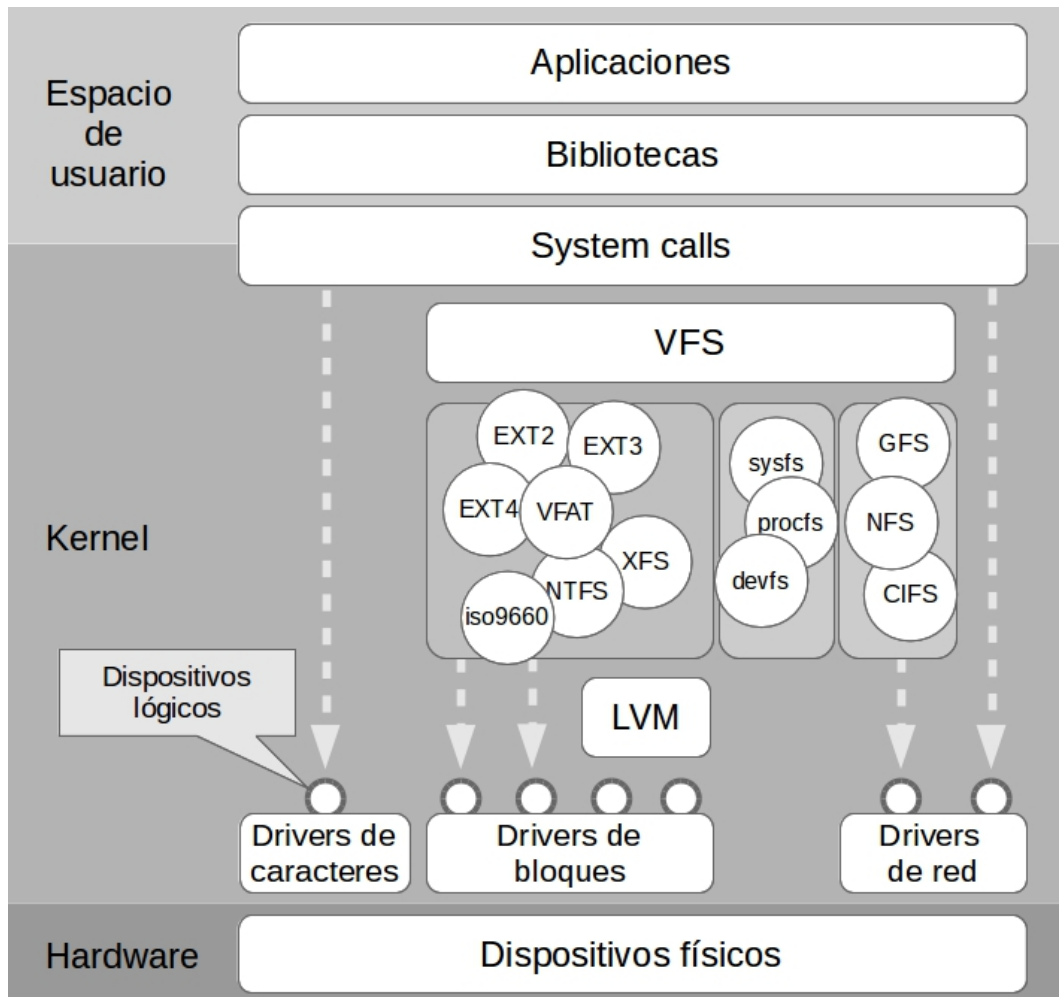 Aplicaciones
Espacio
de
usuario
Bibliotecas
System calls
VFS
EXT2
EXT3
GFS
sysfs
EXT4
VFAT
procfs
NFS
Kernel
XFS
devfs
NTFS
CIFS
iso9660
Dispositivos
lógicos
LVM
Drivers de
caracteres
Drivers de
bloques
Drivers
de red
Hardware
Dispositivos físicos